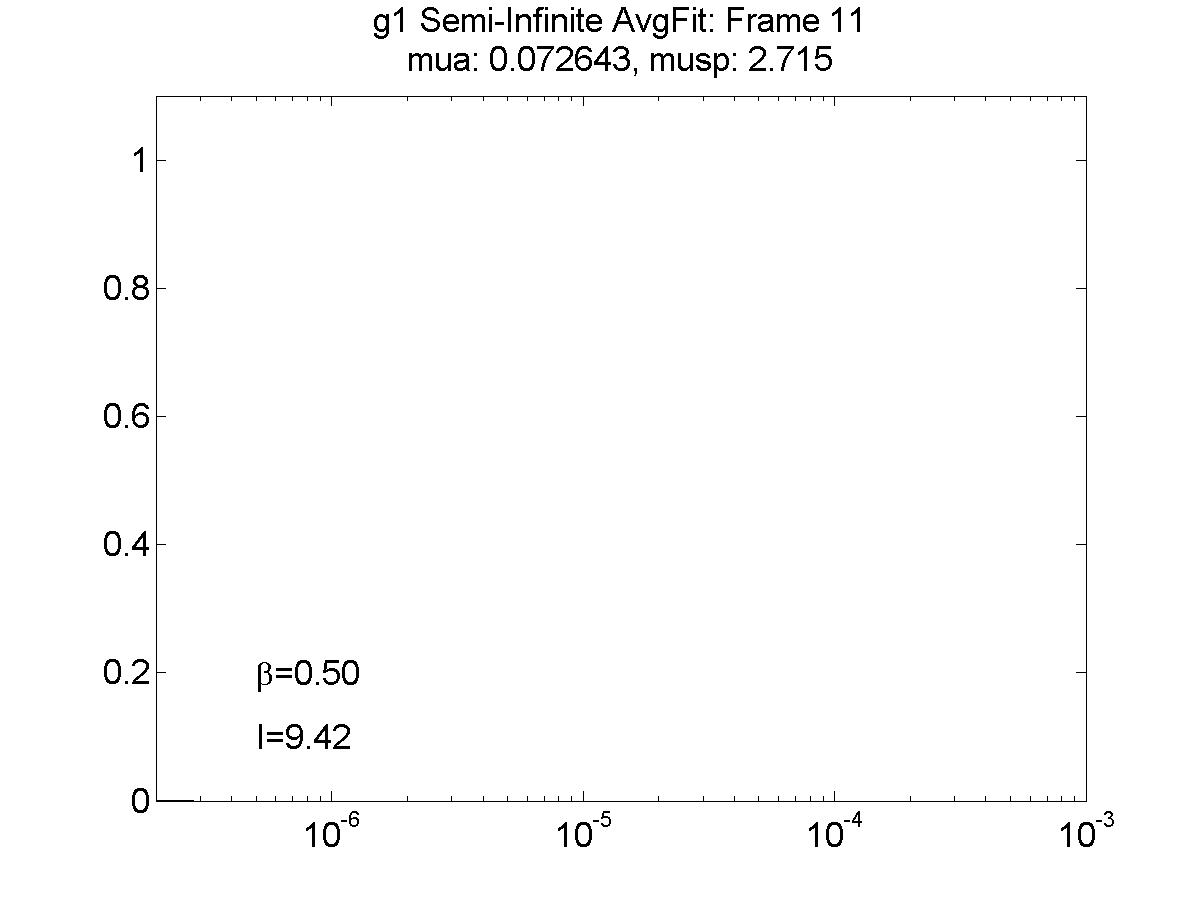 g1 Semi-Infinite AvgFit: Frame 11
mua: 0.072643, musp: 2.715
1
0.8
0.6
0.4
0.2
0
β=0.50
I=9.42
10^-6
10^-5
10^-4
10^-3